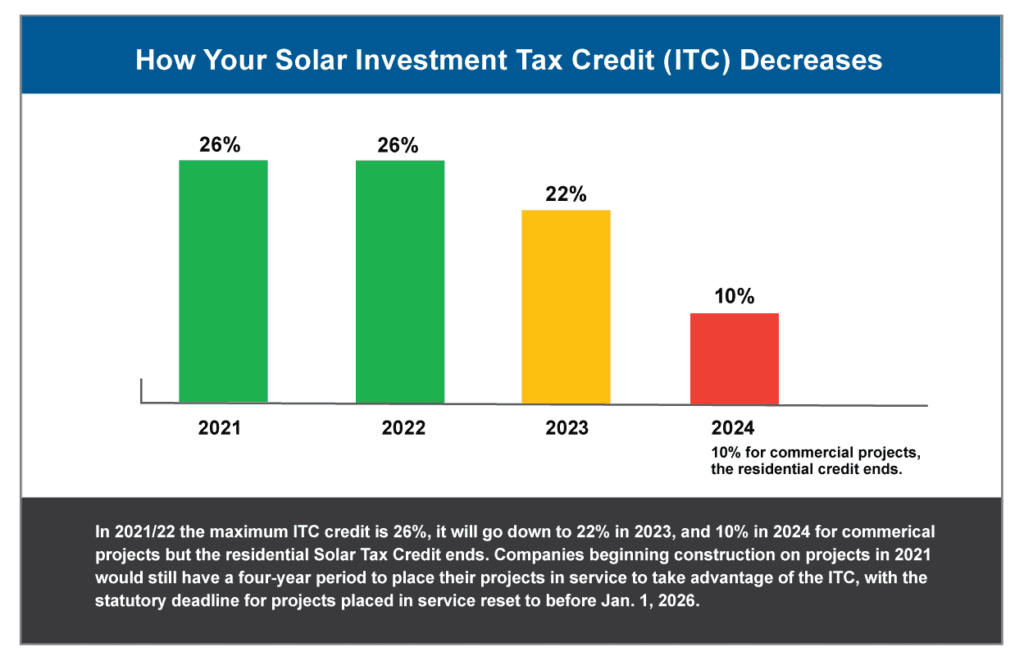 How Your Solar Investment Tax Credit (ITC) Decreases
26%
26%
22%
10%
2021
2022
2023
2024
10% for commercial projects,
the residential credit ends.
In 2021/22 the maximum ITC credit is 26%, it will go down to 22% in 2023, and 10% in 2024 for commerical
projects but the residential Solar Tax Credit ends. Companies beginning construction on projects in 2021
would still have a four-year period to place their projects in service to take advantage of the ITC, with the
statutory deadline for projects placed in service reset to before Jan. 1, 2026.